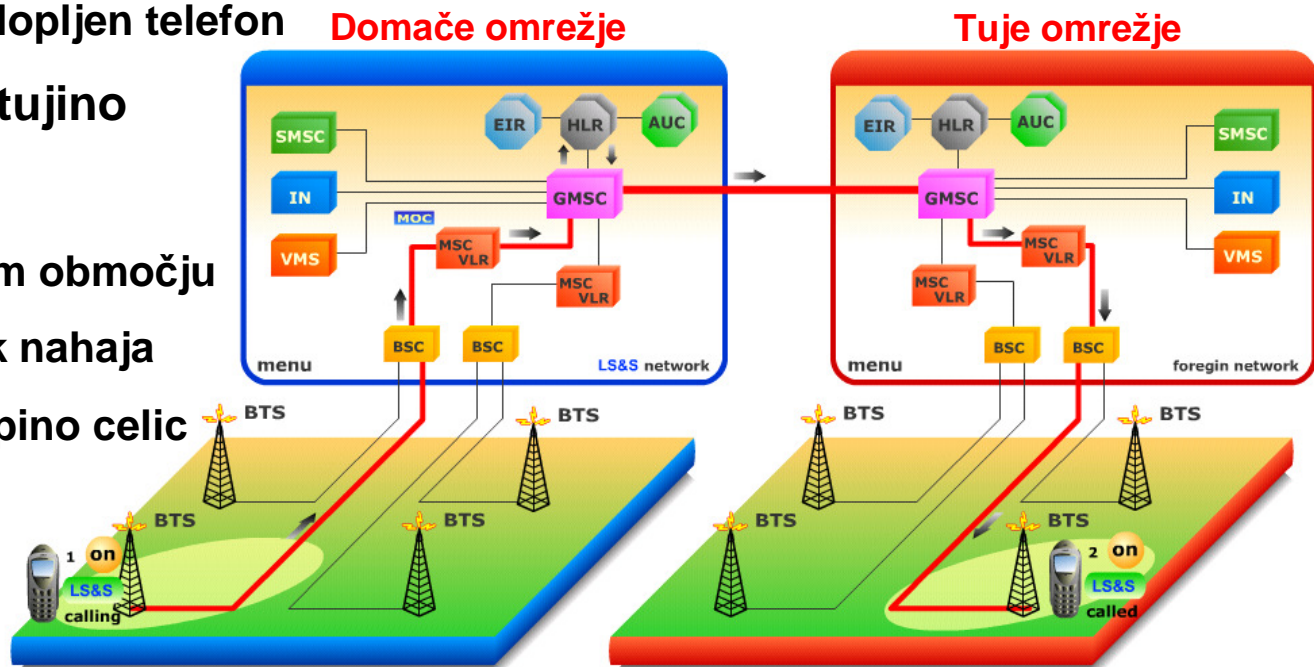 lopljen telefon
tujino
m območju
k nahaja
pino celic
Domače omrežje
EIR HLR AUC
SMSC
IN
VMS
GMSC
MOC
MSC
VLR
MSC
VLR
BSC BSC
menu LS&S network
BTS
BTS
BTS
BTS
1 on
LS&S
calling
Tuje omrežje
EIR HLR AUC
SMSC
IN
VMS
GMSC
MSC
VLR
MSC
VLR
BSC BSC
menu foregin network
BTS
BTS
BTS
BTS
2 on
LS&S
called